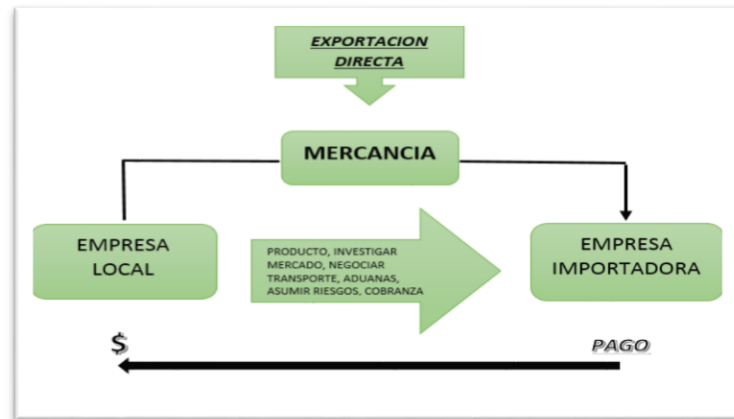 EXPORTACION
DIRECTA
MERCANCIA
EMPRESA
LOCAL
PRODUCTO, INVESTIGAR
MERCADO, NEGOCIAR
TRANSPORTE, ADUANAS,
ASUMIR RIESGOS, COBRANZA
EMPRESA
IMPORTADORA
$
PAGO